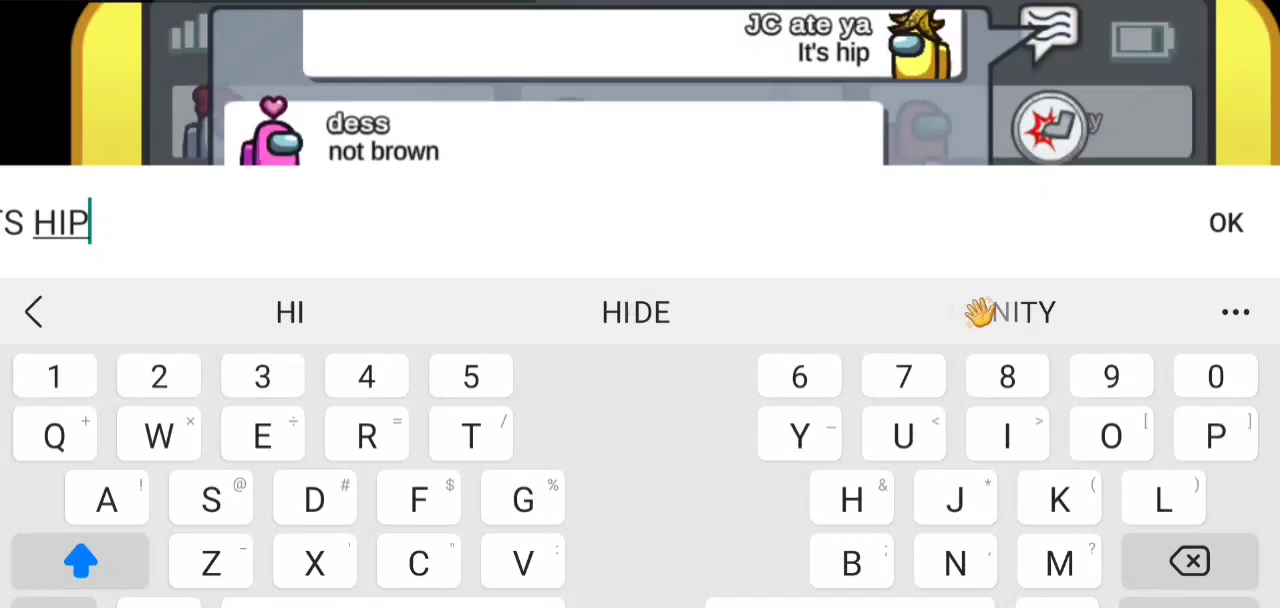 JC ate ya
It's hip
dess
not brown
y
TS HIP
OK
HI HIDE NITY
1 2 3 4 5 6 7 8 9 0
Q + W × E ÷ R = T / Y _ U < I > O [ P ]
A ! S @ D # F $ G % H & J * K ( L )
Z - X ' C " V : B ; N , M ?